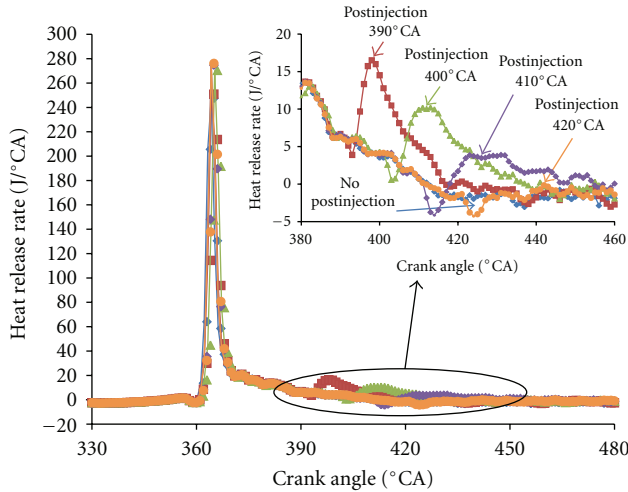 Heat release rate (J/°CA)
300
280
260
240
220
200
180
160
140
120
100
80
60
40
20
0
−20
330
360
390
420
450
480
Crank angle (°CA)
Heat release rate (J/°CA)
20
15
10
5
0
−5
380
400
420
440
460
Crank angle (°CA)
Postinjection
390°CA
Postinjection
400°CA
Postinjection
410°CA
Postinjection
420°CA
No
postinjection